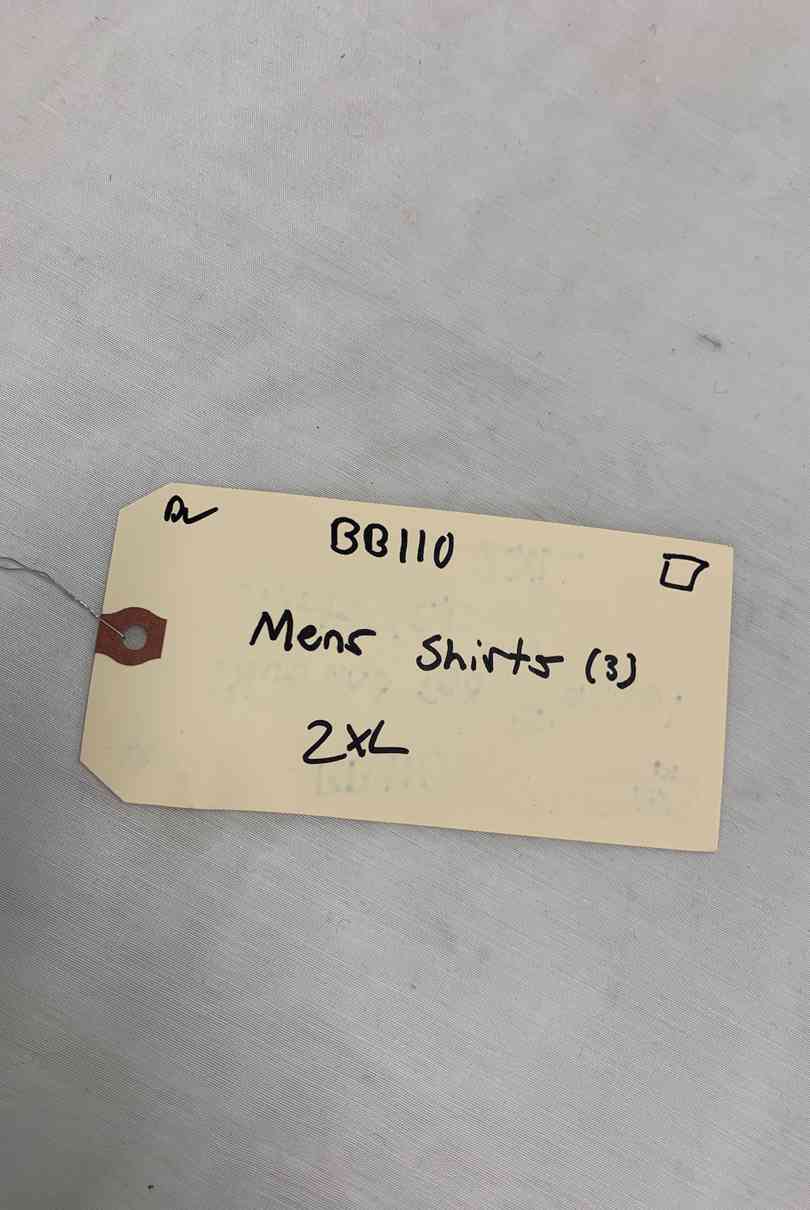 BB110
Mens Shirts (3)
2XL